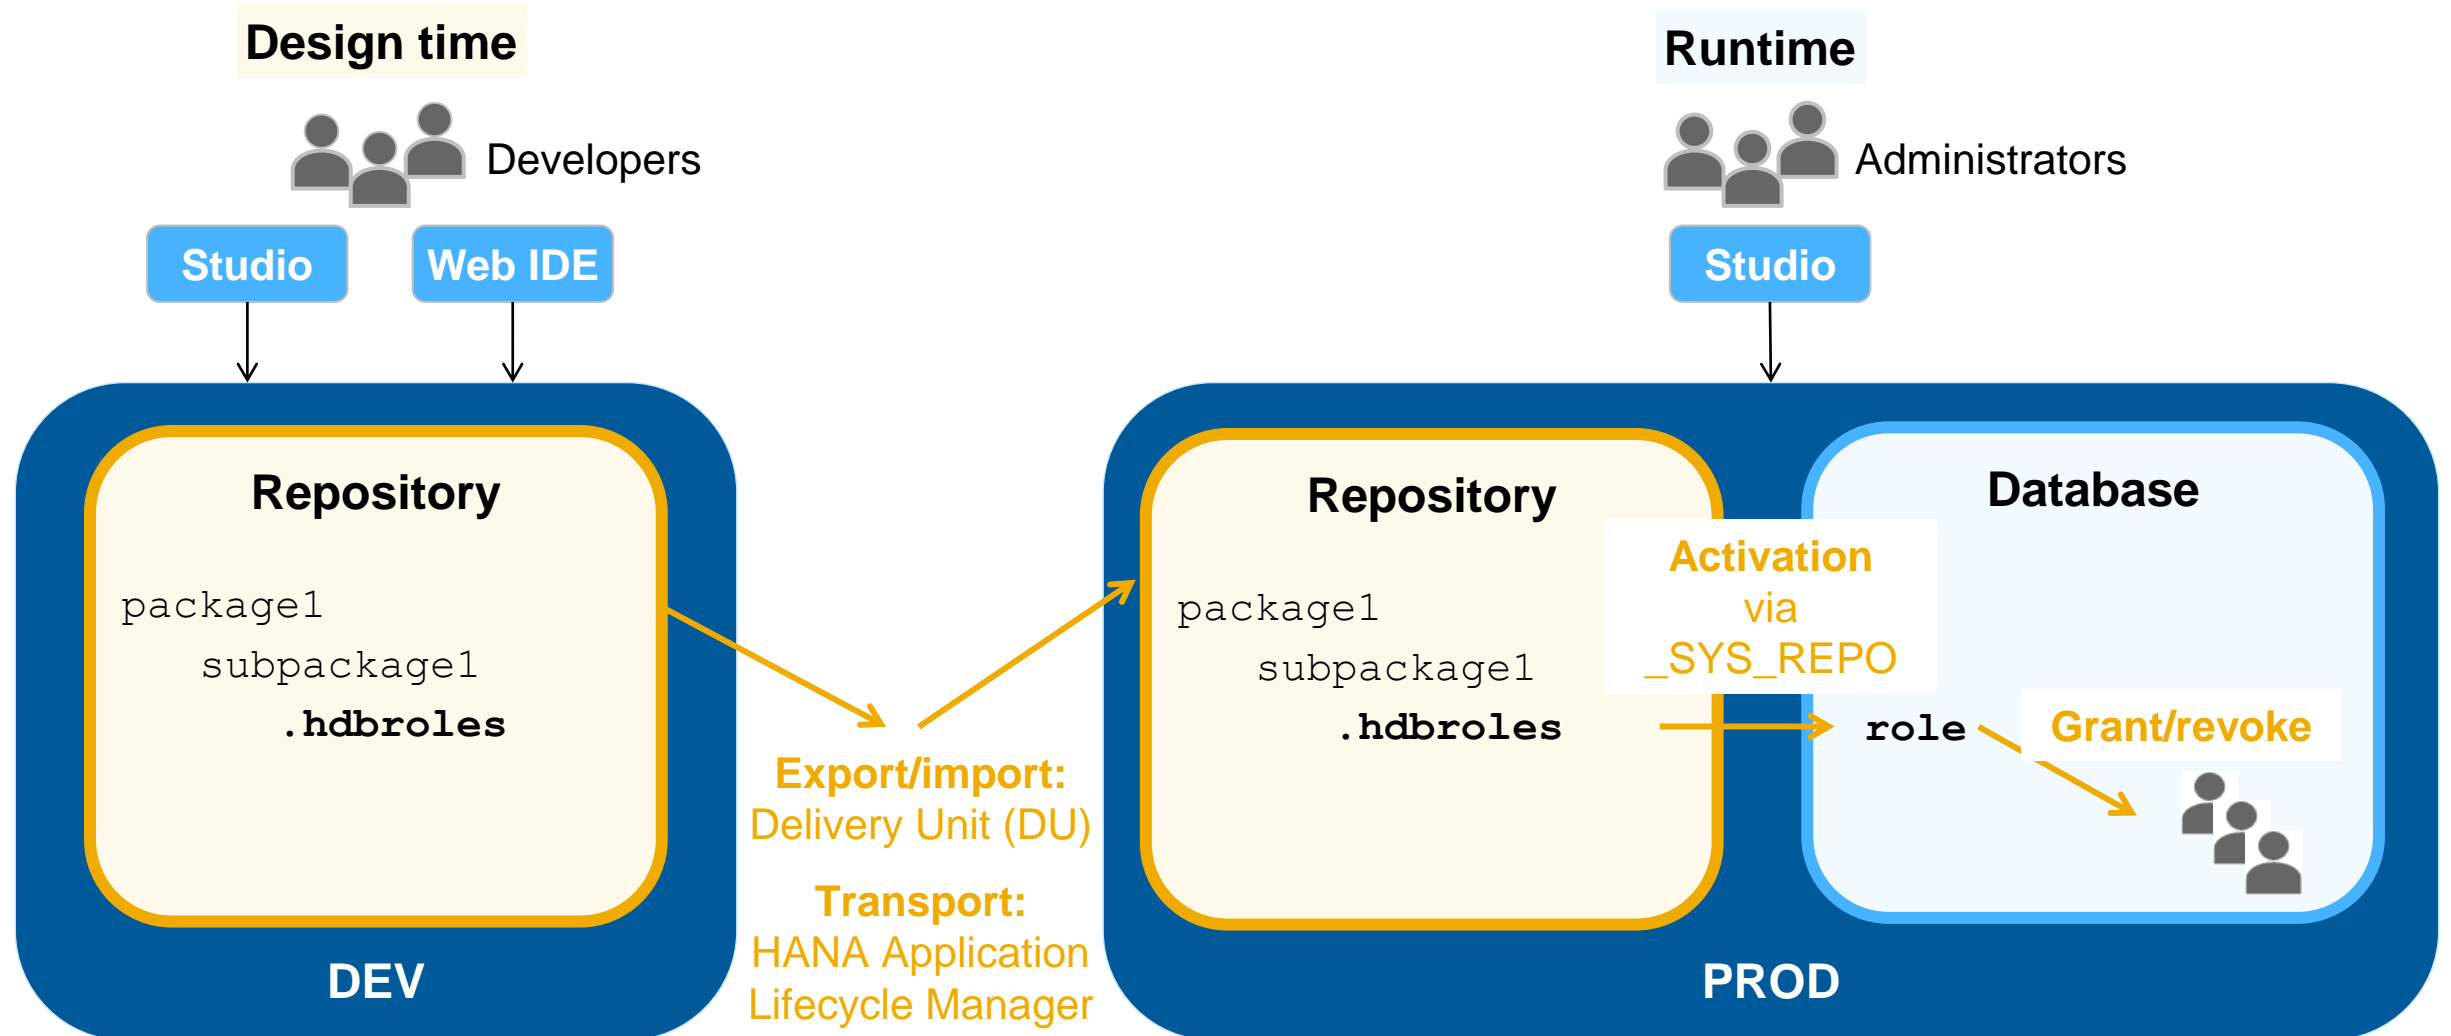 Design time
Developers
Studio
Web IDE
Repository
package1
subpackage1
.hdbroles
DEV
Export/import:
Delivery Unit (DU)
Transport:
HANA Application
Lifecycle Manager
Runtime
Administrators
Studio
Repository
package1
subpackage1
.hdbroles
Activation
via
_SYS_REPO
Database
role
Grant/revoke
PROD